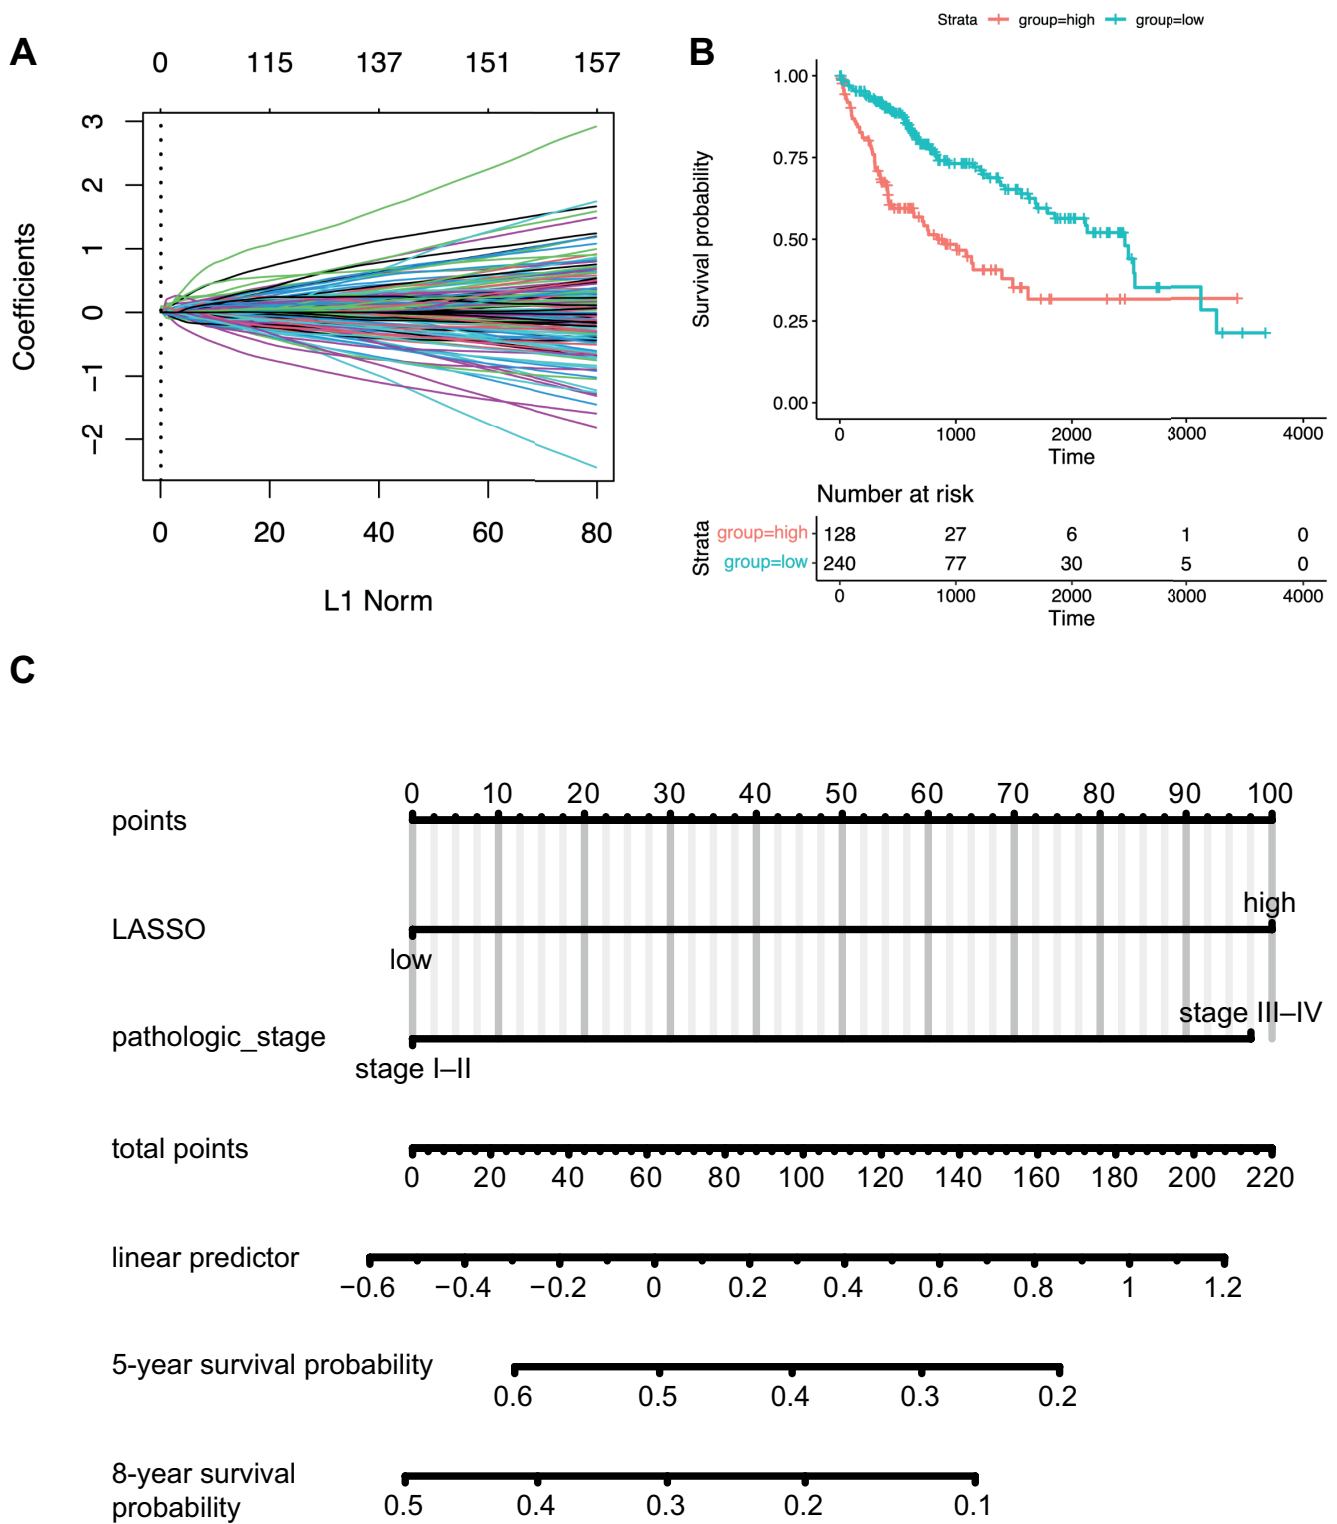 A
0 115 137 151 157
3
2
1
0
−1
−2
Coefficients
0 20 40 60 80
L1 Norm
B
Strata group=high group=low
1.00
0.75
0.50
0.25
0.00
Survival probability
0 1000 2000 3000 4000
Time
Number at risk
Strata
group=high 128 27 6 1 0
group=low 240 77 30 5 0
0 1000 2000 3000 4000
Time
C
0 10 20 30 40 50 60 70 80 90 100
points
high
LASSO
low
stage III–IV
pathologic_stage
stage I–II
total points
0 20 40 60 80 100 120 140 160 180 200 220
linear predictor
−0.6 −0.4 −0.2 0 0.2 0.4 0.6 0.8 1 1.2
5-year survival probability
0.6 0.5 0.4 0.3 0.2
8-year survival
probability
0.5 0.4 0.3 0.2 0.1